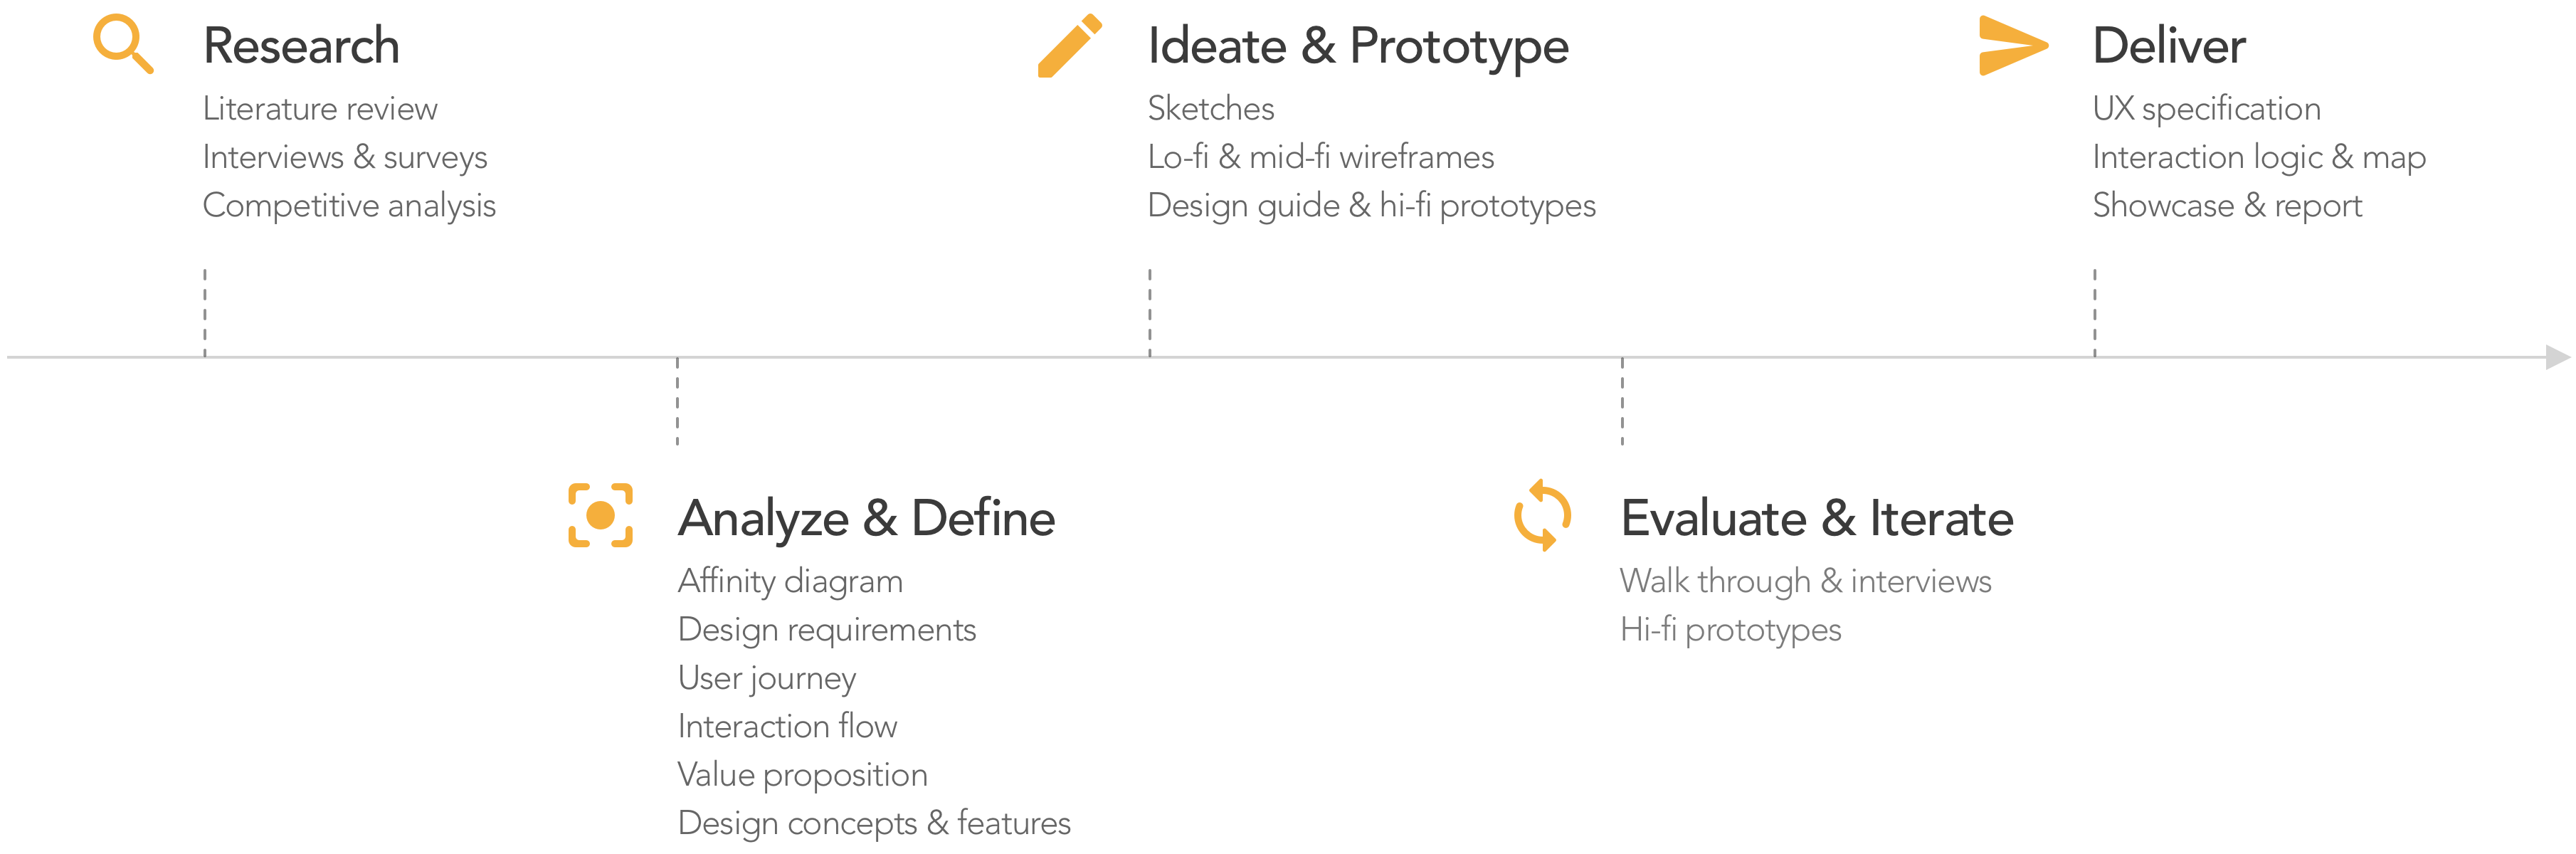 Research
Literature review
Interviews & surveys
Competitive analysis
Analyze & Define
Affinity diagram
Design requirements
User journey
Interaction flow
Value proposition
Design concepts & features
Ideate & Prototype
Sketches
Lo-fi & mid-fi wireframes
Design guide & hi-fi prototypes
Evaluate & Iterate
Walk through & interviews
Hi-fi prototypes
Deliver
UX specification
Interaction logic & map
Showcase & report